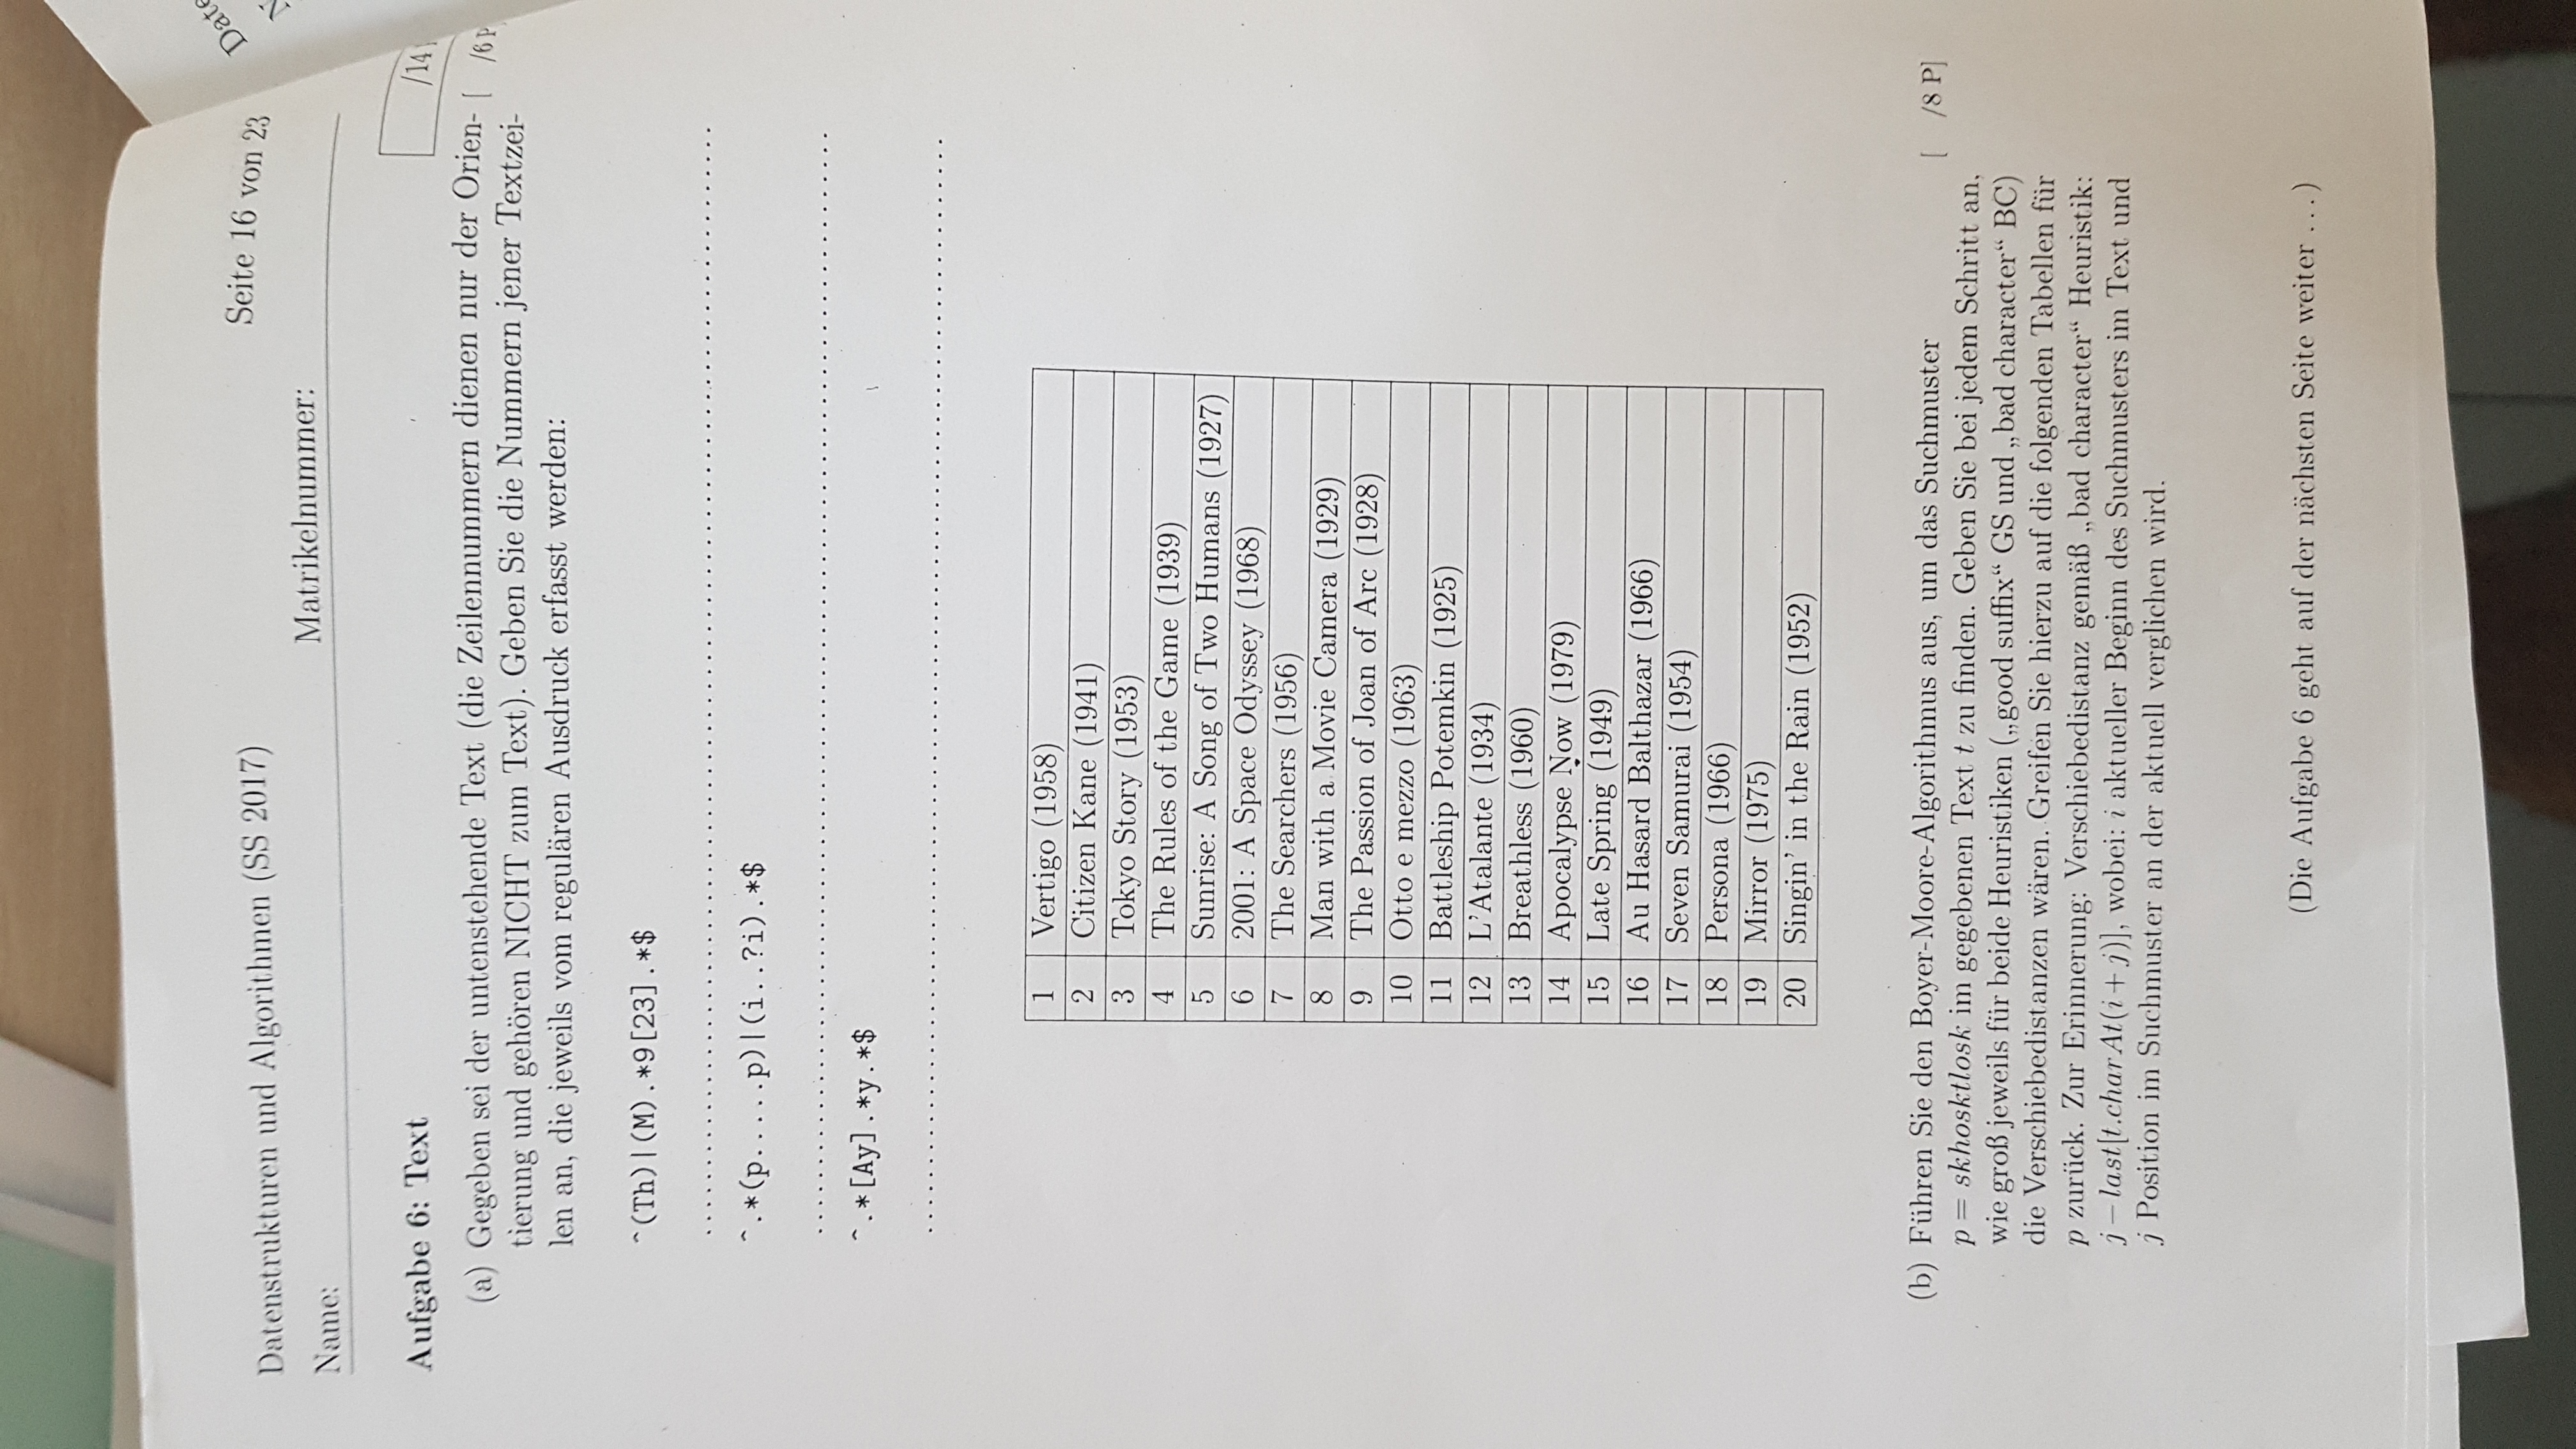 Datenstrukturen und Algorithmen (SS 2017) Seite 16 von 23
Name: Matrikelnummer:
Aufgabe 6: Text /14
(a) Gegeben sei der untenstehende Text (die Zeilennummern dienen nur der Orien- [ /6 P
tierung und gehören NICHT zum Text). Geben Sie die Nummern jener Textzei-
len an, die jeweils vom regulären Ausdruck erfasst werden:
^(Th)|(M).*9[23].*$
^.*(p.....p)|(i..?i).*$
^.*[Ay].*y.*$
1 Vertigo (1958)
2 Citizen Kane (1941)
3 Tokyo Story (1953)
4 The Rules of the Game (1939)
5 Sunrise: A Song of Two Humans (1927)
6 2001: A Space Odyssey (1968)
7 The Searchers (1956)
8 Man with a Movie Camera (1929)
9 The Passion of Joan of Arc (1928)
10 Otto e mezzo (1963)
11 Battleship Potemkin (1925)
12 L'Atalante (1934)
13 Breathless (1960)
14 Apocalypse Now (1979)
15 Late Spring (1949)
16 Au Hasard Balthazar (1966)
17 Seven Samurai (1954)
18 Persona (1966)
19 Mirror (1975)
20 Singin' in the Rain (1952)
(b) Führen Sie den Boyer-Moore-Algorithmus aus, um das Suchmuster [ /8 P]
p = skhosktlosk im gegebenen Text t zu finden. Geben Sie bei jedem Schritt an,
wie groß jeweils für beide Heuristiken („good suffix“ GS und „bad character“ BC)
die Verschiebedistanzen wären. Greifen Sie hierzu auf die folgenden Tabellen für
p zurück. Zur Erinnerung: Verschiebedistanz gemäß „bad character“ Heuristik:
j − last[t.charAt(i + j)], wobei: i aktueller Beginn des Suchmusters im Text und
j Position im Suchmuster an der aktuell verglichen wird.
(Die Aufgabe 6 geht auf der nächsten Seite weiter ...)
Date
N